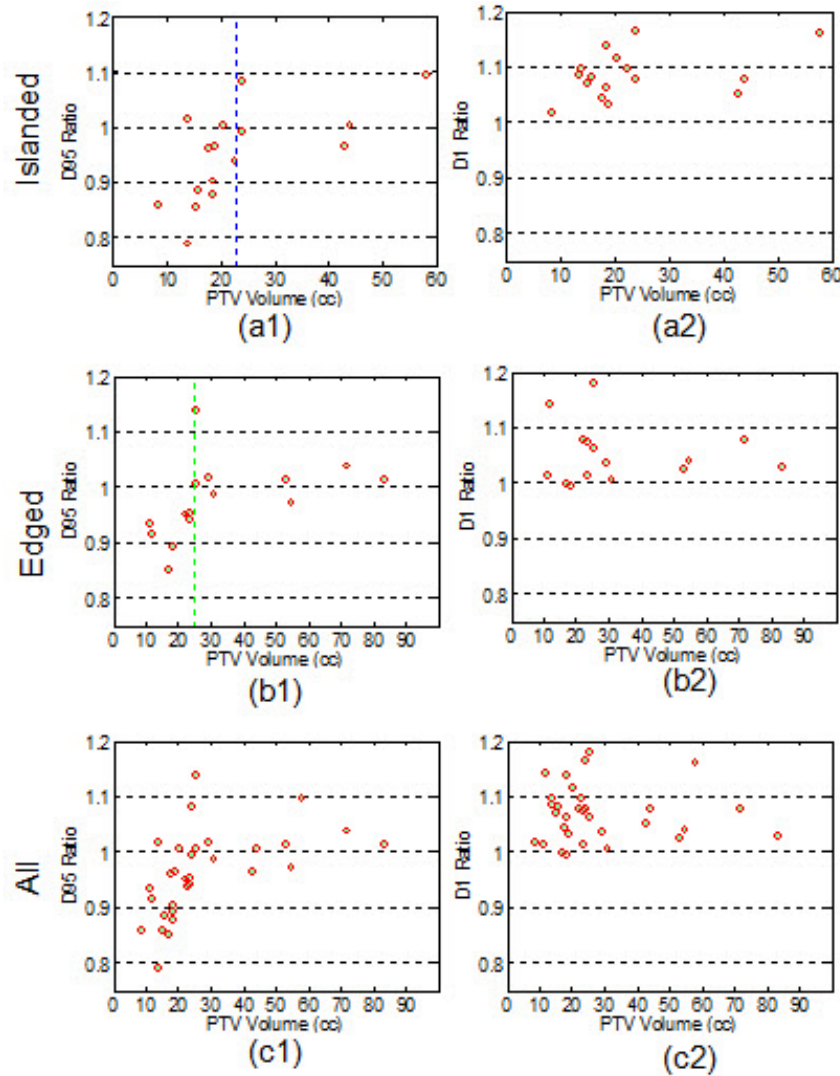 Islanded
1.2
1.1
1
0.9
0.8
D95 Ratio
0 10 20 30 40 50 60
PTV Volume (cc)
(a1)
1.2
1.1
1
0.9
0.8
D1 Ratio
0 10 20 30 40 50 60
PTV Volume (cc)
(a2)
Edged
1.2
1.1
1
0.9
0.8
D95 Ratio
0 10 20 30 40 50 60 70 80 90
PTV Volume (cc)
(b1)
1.2
1.1
1
0.9
0.8
D1 Ratio
0 10 20 30 40 50 60 70 80 90
PTV Volume (cc)
(b2)
All
1.2
1.1
1
0.9
0.8
D95 Ratio
0 10 20 30 40 50 60 70 80 90
PTV Volume (cc)
(c1)
1.2
1.1
1
0.9
0.8
D1 Ratio
0 10 20 30 40 50 60 70 80 90
PTV Volume (cc)
(c2)